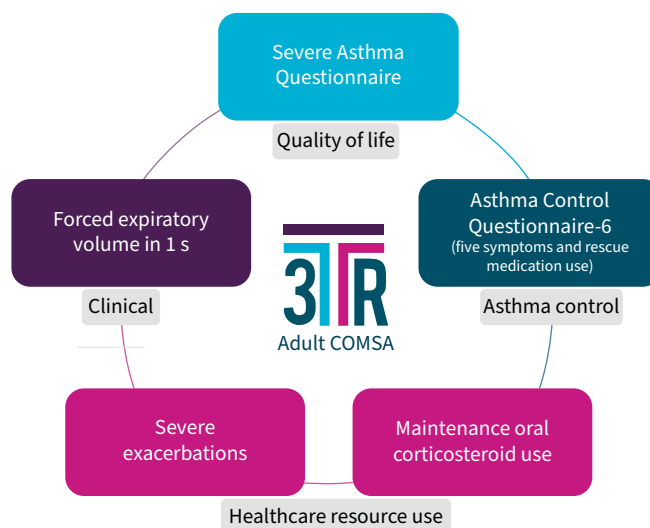 Severe Asthma
Questionnaire
Quality of life
Forced expiratory
volume in 1 s
Clinical
Asthma Control
Questionnaire-6
(five symptoms and rescue
medication use)
Asthma control
3TR
Adult COMSA
Severe
exacerbations
Maintenance oral
corticosteroid use
Healthcare resource use